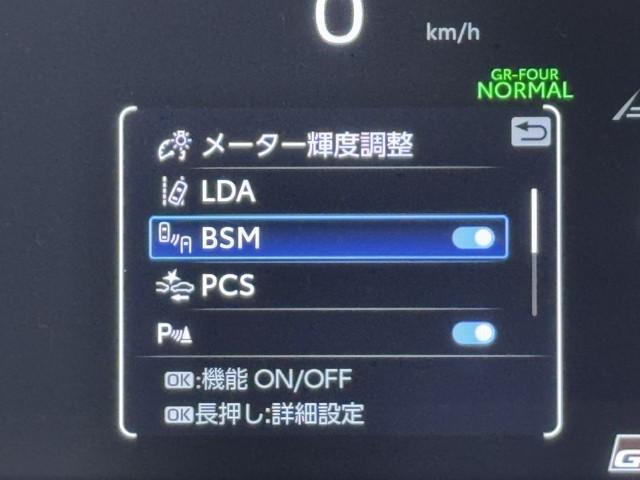 0
km/h
GR-FOUR
NORMAL
メーター輝度調整
LDA
BSM
PCS
P
OK:機能 ON/OFF
OK長押し:詳細設定
G